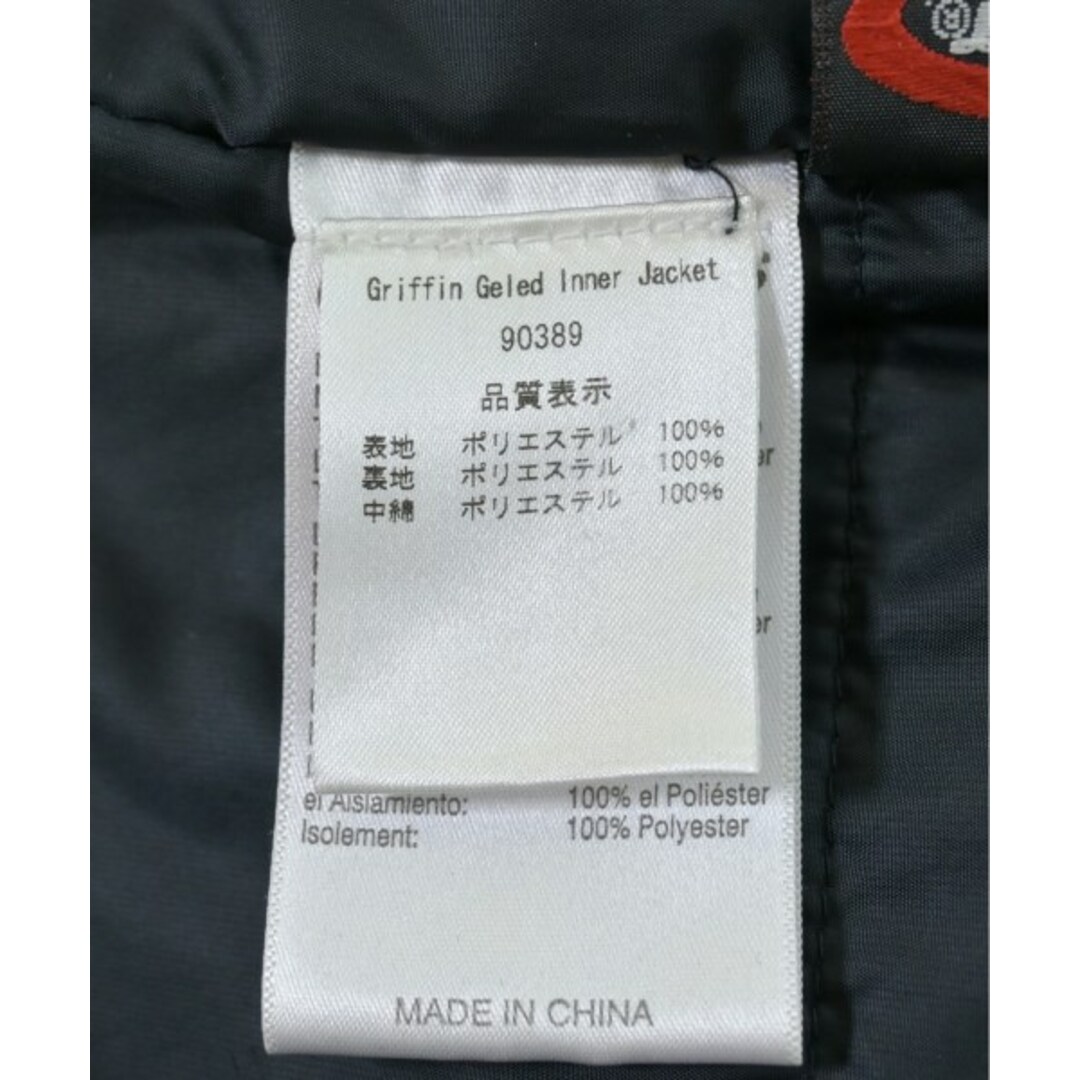 Griffin Geled Inner Jacket
90389
品質表示
表地 ポリエステル 100%
裏地 ポリエステル 100%
中綿 ポリエステル 100%
el Aislamiento: 100% el Poliéster
Isolement: 100% Polyester
MADE IN CHINA